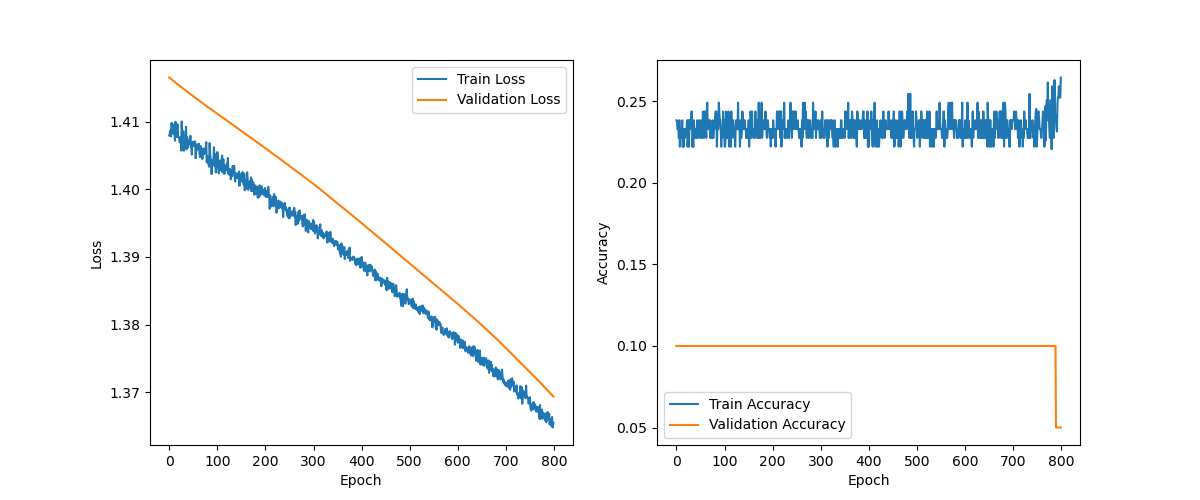 Train Loss
Validation Loss
1.41
1.40
1.39
1.38
1.37
Loss
0 100 200 300 400 500 600 700 800
Epoch
0.25
0.20
0.15
0.10
0.05
Accuracy
Train Accuracy
Validation Accuracy
0 100 200 300 400 500 600 700 800
Epoch